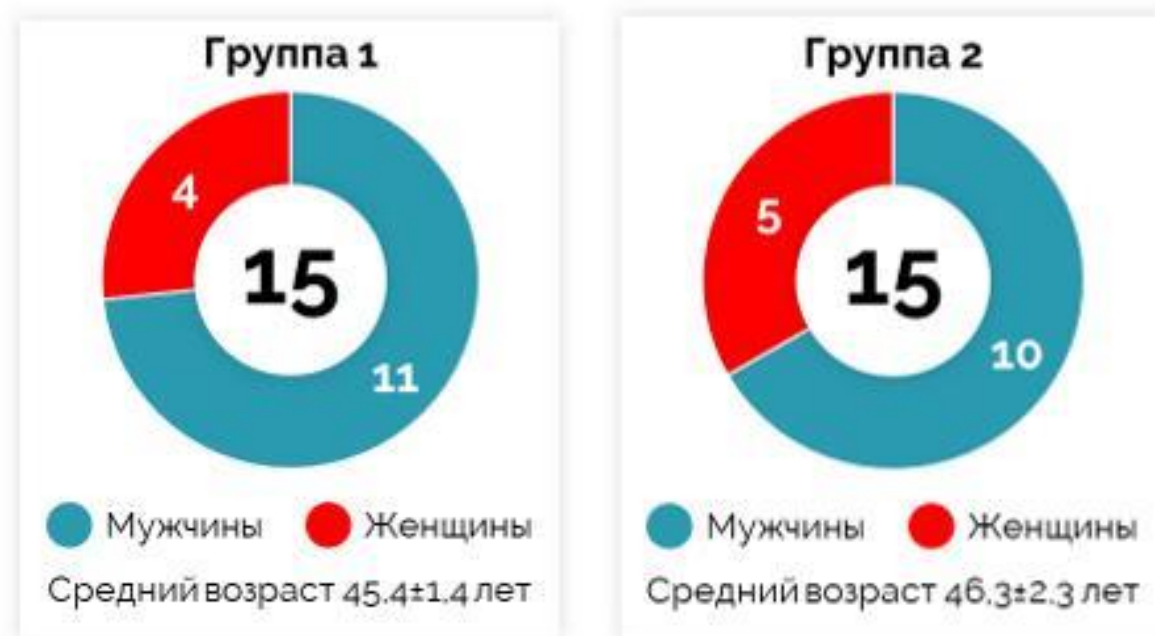 Группа 1
4
15
11
Мужчины
Женщины
Средний возраст 45,4±1,4 лет
Группа 2
5
15
10
Мужчины
Женщины
Средний возраст 46,3±2,3 лет